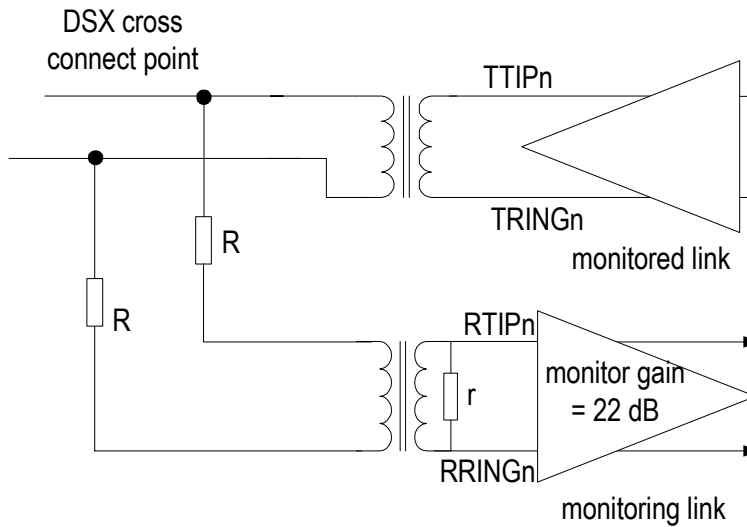 DSX cross
connect point
TTIPn
TRINGn
monitored link
R
R
RTIPn
monitor gain
= 22 dB
r
RRINGn
monitoring link